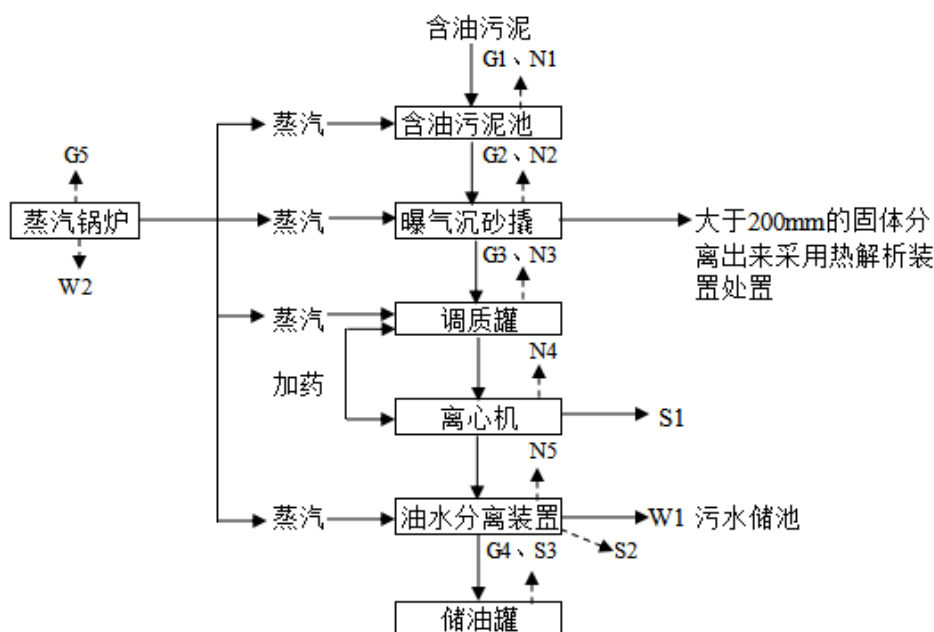 含油污泥
G1、N1
蒸汽
含油污泥池
G5
G2、N2
蒸汽锅炉
蒸汽
曝气沉砂撬
大于200mm的固体分
离出来采用热解析装
置处置
W2
G3、N3
蒸汽
调质罐
加药
N4
离心机
S1
N5
蒸汽
油水分离装置
W1 污水储池
G4、S3
S2
储油罐